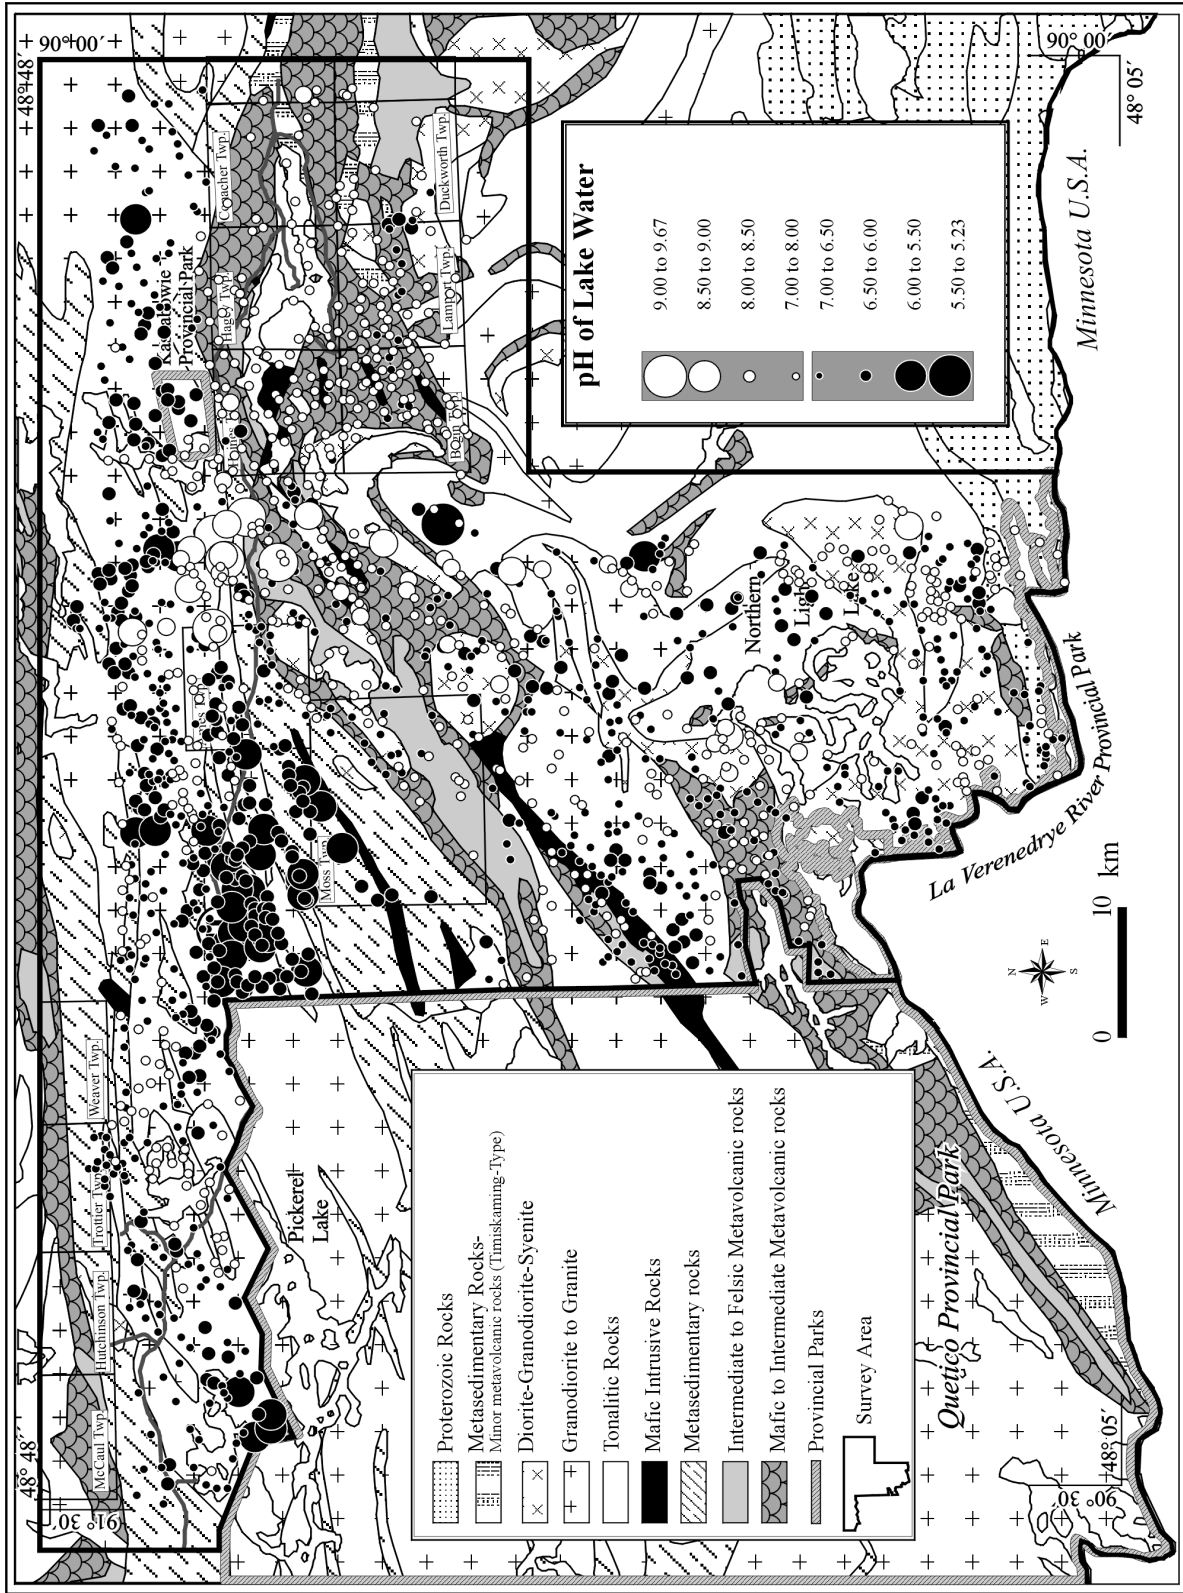 48°48´
90°00´
90° 00´
48° 05´
Conacher Twp.
Duckworth Twp.
Hagey Twp.
Lamport Twp.
Kashabowie
Provincial Park
Begin Twp.
Moss Twp.
Weaver Twp.
Trottier Twp.
Hutchinson Twp.
McCaul Twp.
48° 48´
91° 30´
Pickerel
Lake
Northern
Light
Lake
La Verenedrye River Provincial Park
Minnesota U.S.A.
Minnesota U.S.A.
Quetico Provincial Park
48° 05´
90° 30´
pH of Lake Water
9.00 to 9.67
8.50 to 9.00
8.00 to 8.50
7.00 to 8.00
7.00 to 6.50
6.50 to 6.00
6.00 to 5.50
5.50 to 5.23
Proterozoic Rocks
Metasedimentary Rocks-
Minor metavolcanic rocks (Timiskaming-Type)
Diorite-Granodiorite-Syenite
Granodiorite to Granite
Tonalitic Rocks
Mafic Intrusive Rocks
Metasedimentary rocks
Intermediate to Felsic Metavolcanic rocks
Mafic to Intermediate Metavolcanic rocks
Provincial Parks
Survey Area
N
E
S
W
0 10 km